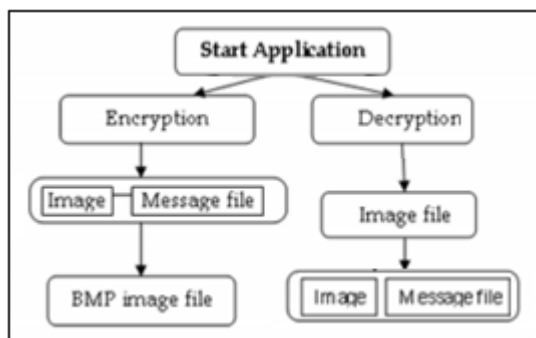 Start Application
Encryption
Decryption
Image Message file
Image file
BMP image file
Image Message file